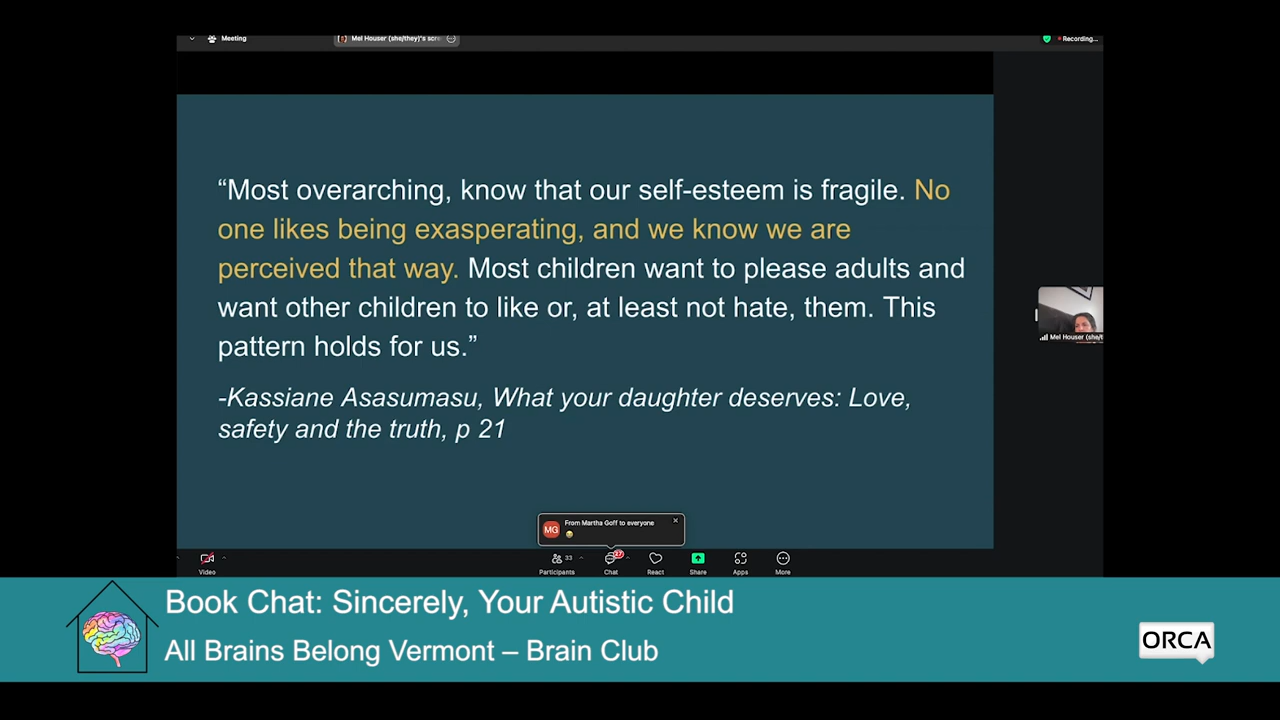 Meeting
Mel Houser (she/they)'s scre
Recording...
“Most overarching, know that our self-esteem is fragile. No
one likes being exasperating, and we know we are
perceived that way. Most children want to please adults and
want other children to like or, at least not hate, them. This
pattern holds for us.”
-Kassiane Asasumasu, What your daughter deserves: Love,
safety and the truth, p 21
Mel Houser (she/t
MG
From Martha Goff to everyone
Video
33
Participants
27
Chat
React
Share
Apps
More
Book Chat: Sincerely, Your Autistic Child
All Brains Belong Vermont – Brain Club
ORCA